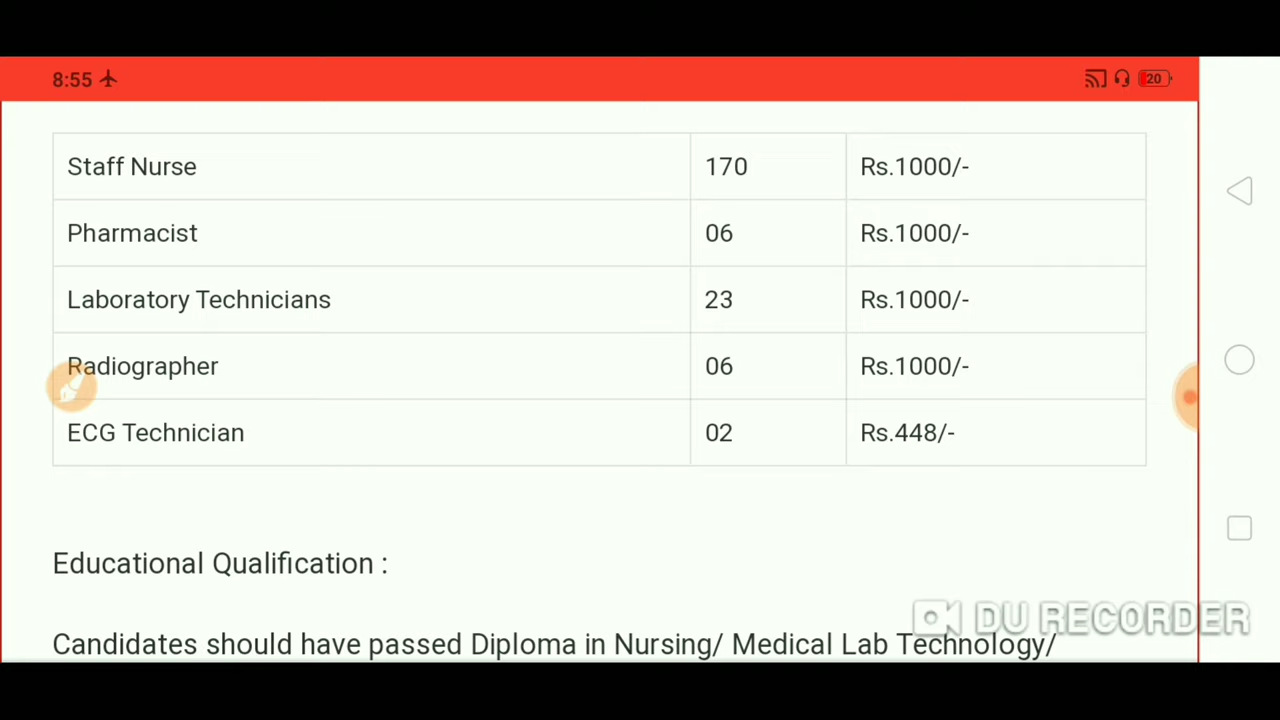 8:55
20
Staff Nurse 170 Rs.1000/-
Pharmacist 06 Rs.1000/-
Laboratory Technicians 23 Rs.1000/-
Radiographer 06 Rs.1000/-
ECG Technician 02 Rs.448/-
Educational Qualification :
DU RECORDER
Candidates should have passed Diploma in Nursing/ Medical Lab Technology/